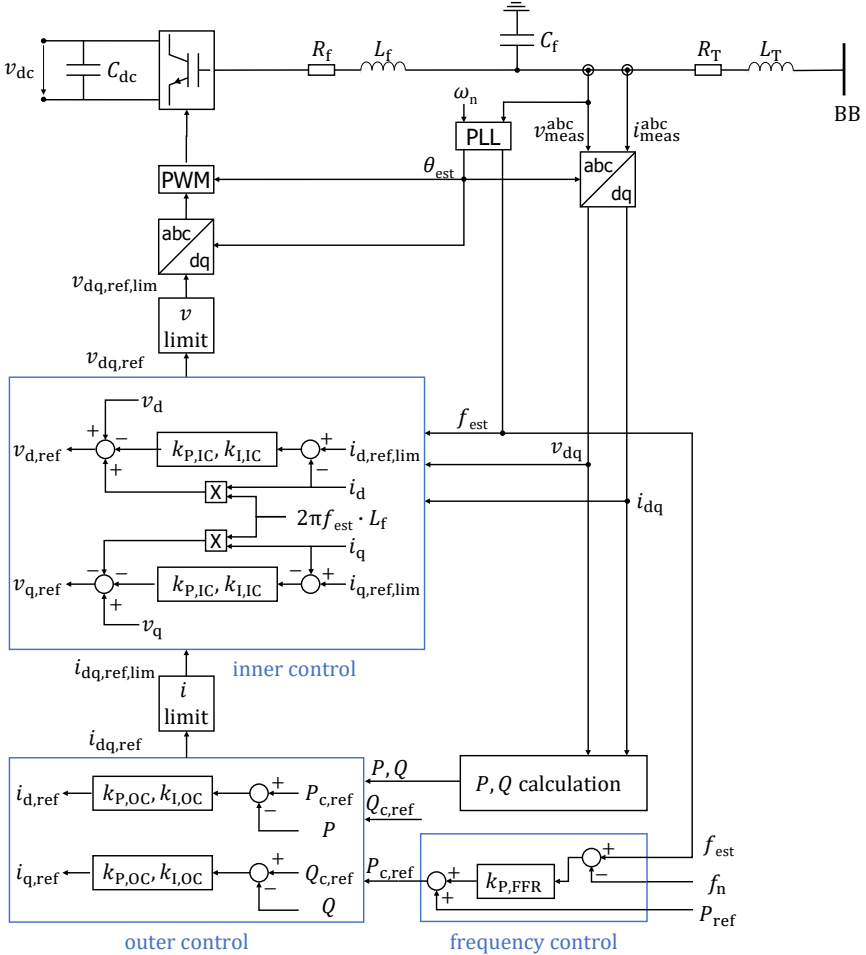 R_f
L_f
C_f
R_T
L_T
v_dc
C_dc
BB
ω_n
v^abc_meas
i^abc_meas
PLL
abc
dq
θ_est
PWM
abc
dq
v_dq,ref,lim
v
limit
v_dq,ref
v_d
+
−
v_d,ref
k_P,IC, k_I,IC
+
i_d,ref,lim
+
−
i_d
X
2πf_est · L_f
X
i_q
−
−
−
+
v_q,ref
k_P,IC, k_I,IC
i_q,ref,lim
+
v_q
f_est
v_dq
i_dq
inner control
i_dq,ref,lim
i
limit
i_dq,ref
P, Q
P, Q calculation
i_d,ref
k_P,OC, k_I,OC
+
P_c,ref
−
P
Q_c,ref
i_q,ref
k_P,OC, k_I,OC
+
Q_c,ref
−
Q
P_c,ref
+
+
k_P,FFR
+
−
f_est
f_n
P_ref
outer control
frequency control